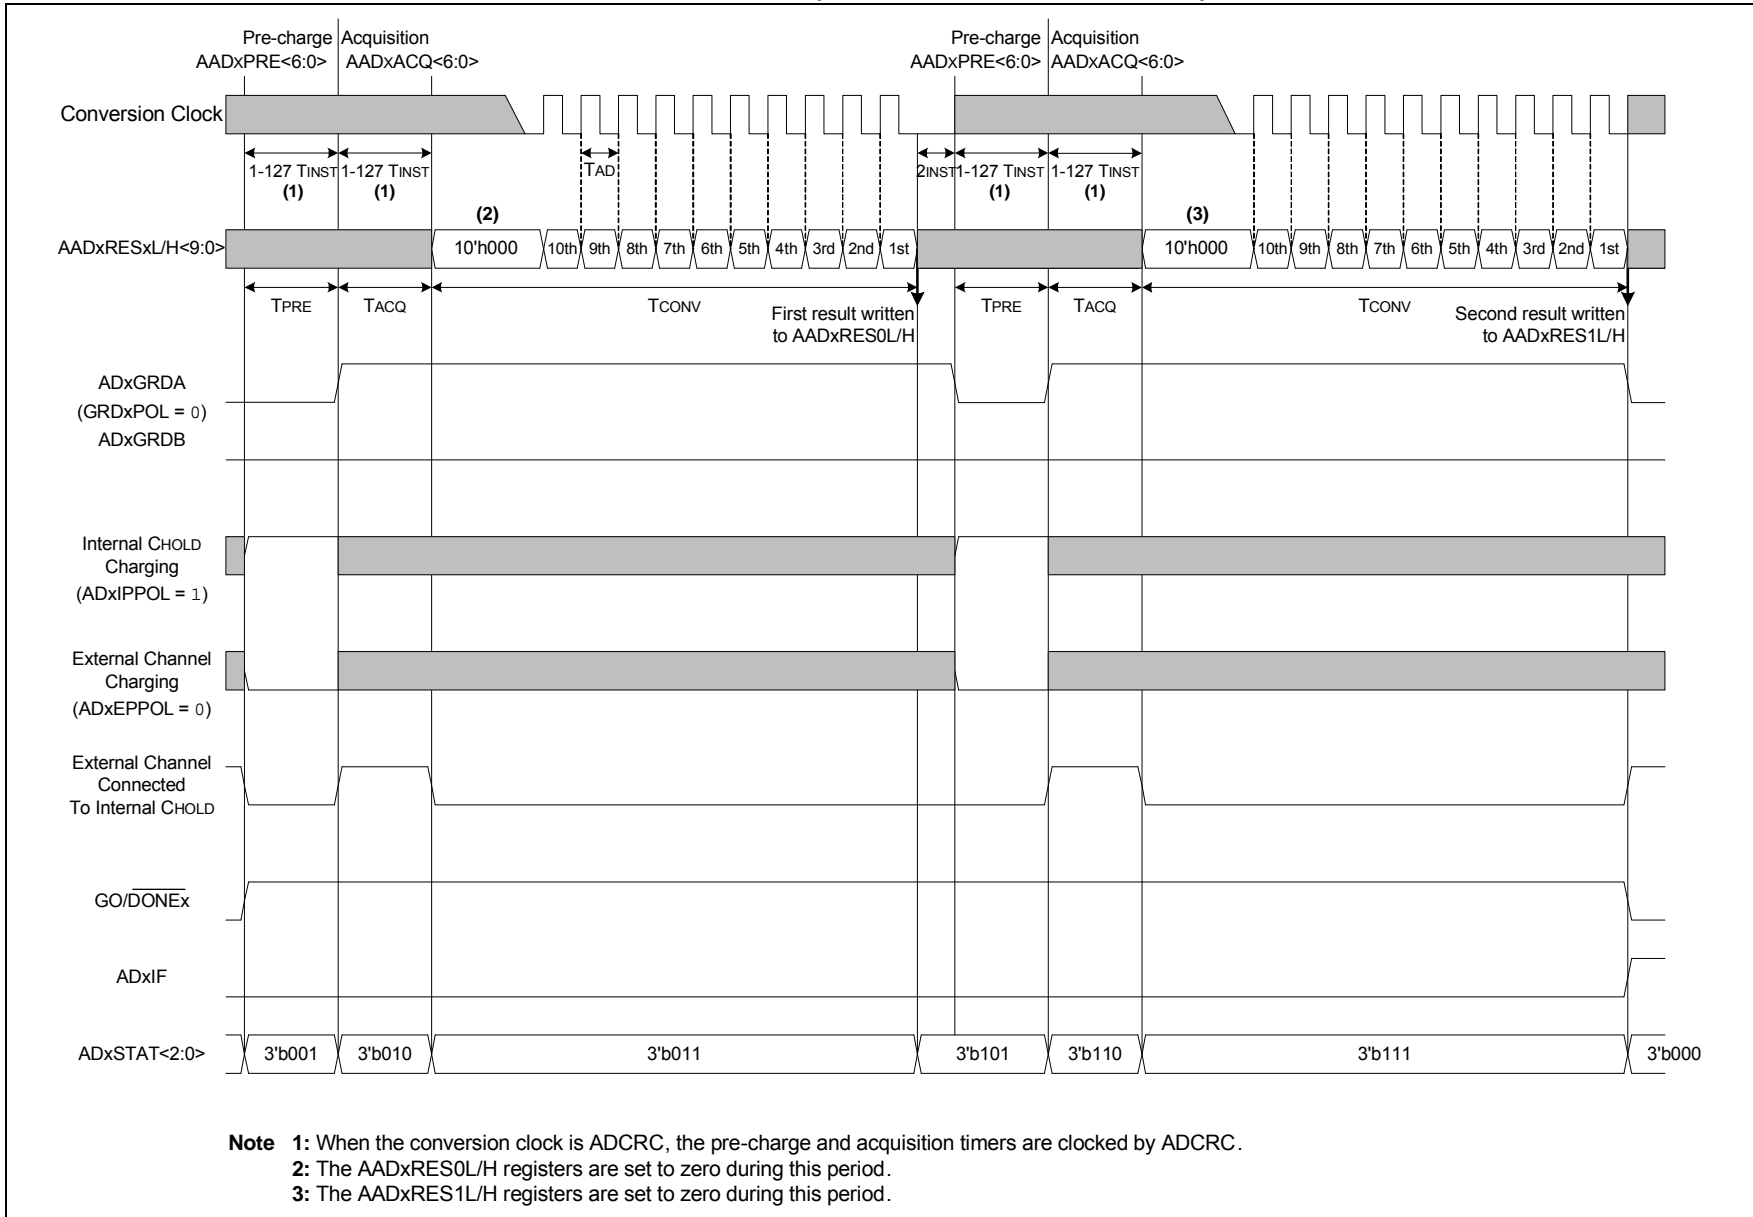 Pre-charge Acquisition Pre-charge Acquisition
AADxPRE<6:0> AADxACQ<6:0> AADxPRE<6:0> AADxACQ<6:0>
Conversion Clock
1-127 TINST 1-127 TINST TAD 2INST 1-127 TINST 1-127 TINST
(1) (1) (1) (1)
(2) (3)
AADxRESxL/H<9:0> 10'h000 10th 9th 8th 7th 6th 5th 4th 3rd 2nd 1st 10'h000 10th 9th 8th 7th 6th 5th 4th 3rd 2nd 1st
TPRE TACQ TCONV TPRE TACQ TCONV
First result written
to AADxRES0L/H
Second result written
to AADxRES1L/H
ADxGRDA
(GRDxPOL = 0)
ADxGRDB
Internal CHOLD
Charging
(ADxIPPOL = 1)
External Channel
Charging
(ADxEPPOL = 0)
External Channel
Connected
To Internal CHOLD
GO/DONEx
ADxIF
ADxSTAT<2:0> 3'b001 3'b010 3'b011 3'b101 3'b110 3'b111 3'b000
Note 1: When the conversion clock is ADCRC, the pre-charge and acquisition timers are clocked by ADCRC.
2: The AADxRES0L/H registers are set to zero during this period.
3: The AADxRES1L/H registers are set to zero during this period.